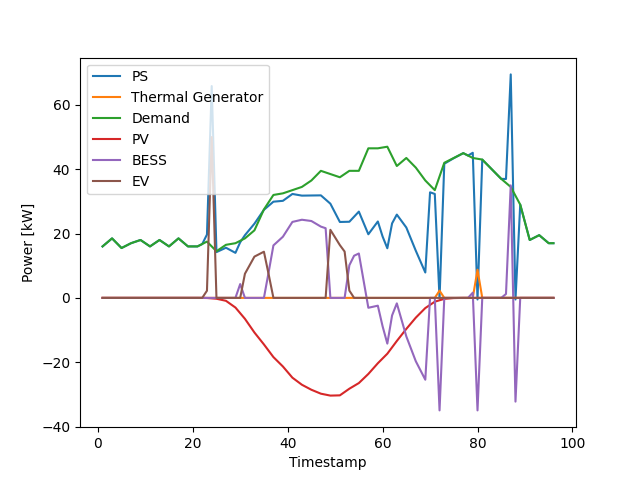 PS
Thermal Generator
Demand
PV
BESS
EV
Power [kW]
60
40
20
0
−20
−40
0 20 40 60 80 100
Timestamp